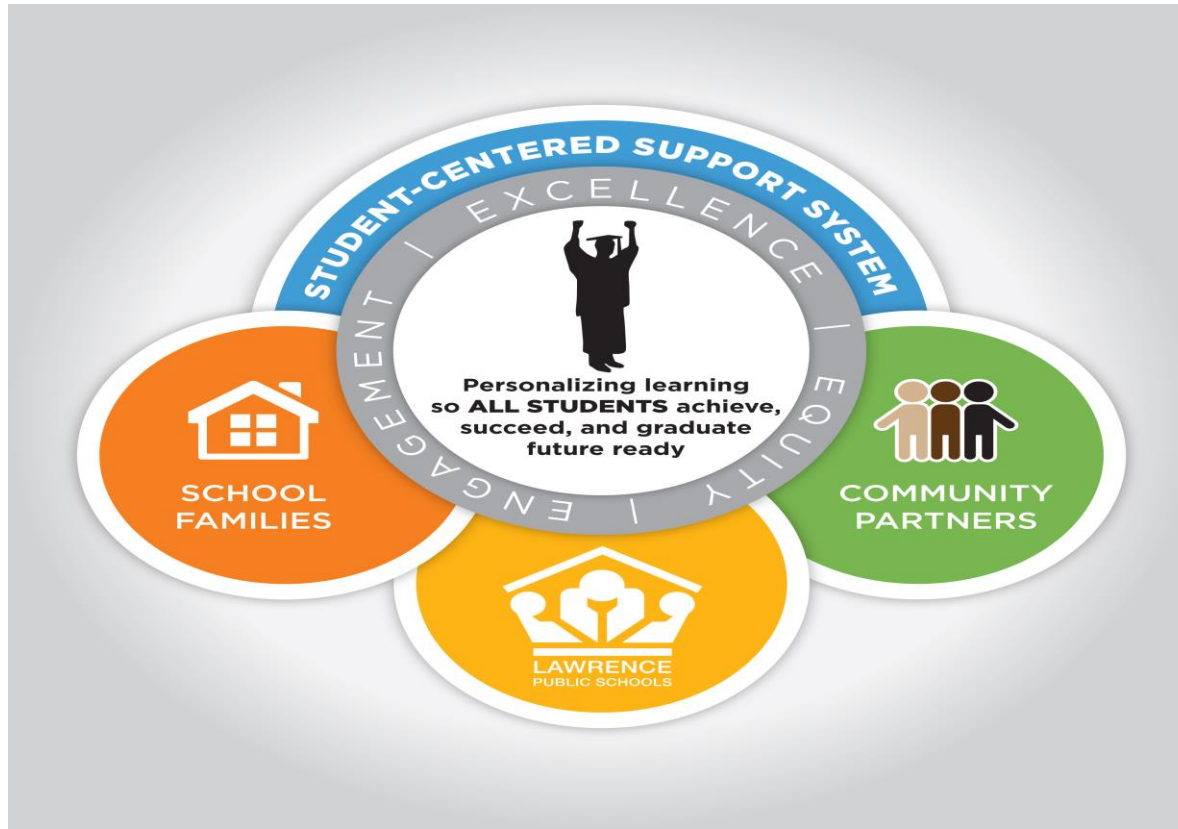 STUDENT-CENTERED SUPPORT SYSTEM
ENGAGEMENT | EXCELLENCE | EQUITY |
Personalizing learning
so ALL STUDENTS achieve,
succeed, and graduate
future ready
SCHOOL
FAMILIES
COMMUNITY
PARTNERS
LAWRENCE
PUBLIC SCHOOLS